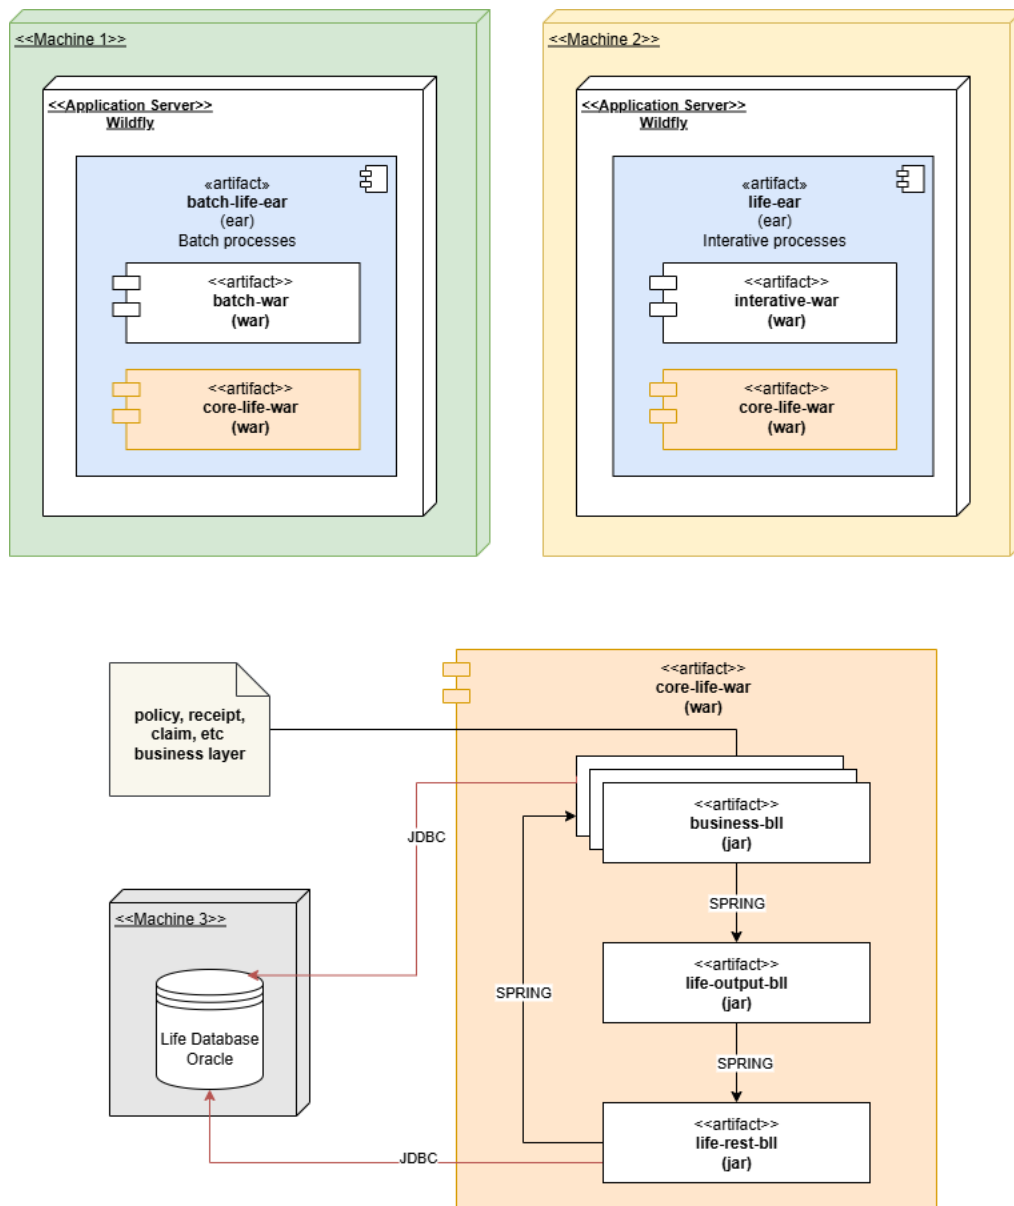 <<Machine 1>>
<<Application Server>>
Wildfly
«artifact»
batch-life-ear
(ear)
Batch processes
<<artifact>>
batch-war
(war)
<<artifact>>
core-life-war
(war)
<<Machine 2>>
<<Application Server>>
Wildfly
«artifact»
life-ear
(ear)
Interative processes
<<artifact>>
interative-war
(war)
<<artifact>>
core-life-war
(war)
policy, receipt,
claim, etc
business layer
<<artifact>>
core-life-war
(war)
<<artifact>>
business-bll
(jar)
JDBC
SPRING
<<Machine 3>>
<<artifact>>
life-output-bll
(jar)
SPRING
Life Database
Oracle
SPRING
<<artifact>>
life-rest-bll
(jar)
JDBC